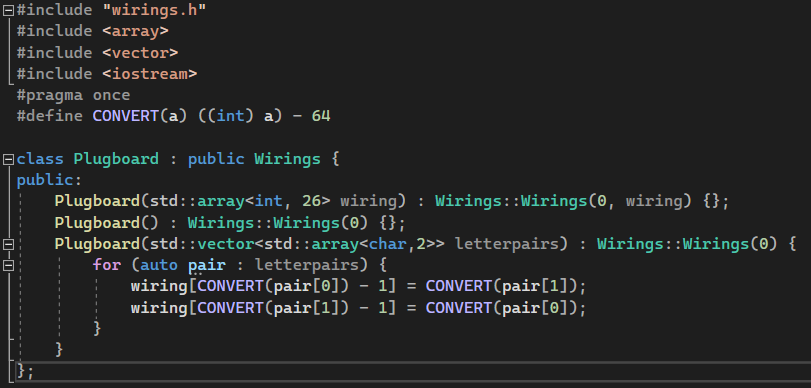 #include "wirings.h"
#include <array>
#include <vector>
#include <iostream>
#pragma once
#define CONVERT(a) ((int) a) - 64

class Plugboard : public Wirings {
public:
    Plugboard(std::array<int, 26> wiring) : Wirings::Wirings(0, wiring) {};
    Plugboard() : Wirings::Wirings(0) {};
    Plugboard(std::vector<std::array<char,2>> letterpairs) : Wirings::Wirings(0) {
        for (auto pair : letterpairs) {
            wiring[CONVERT(pair[0]) - 1] = CONVERT(pair[1]);
            wiring[CONVERT(pair[1]) - 1] = CONVERT(pair[0]);
        }
    }
};